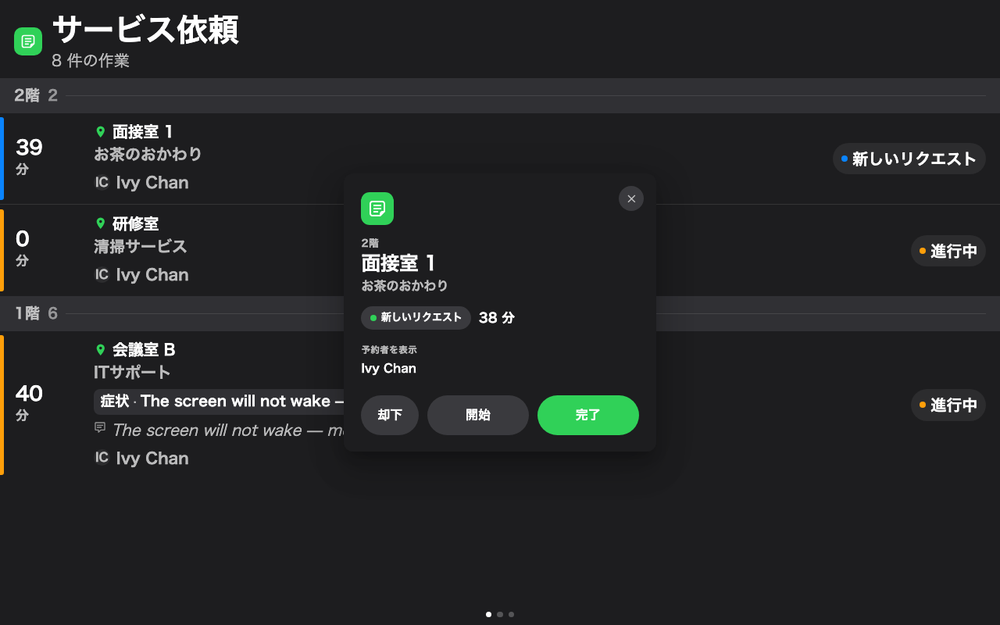 サービス依頼
8 件の作業
2階 2
39
分
面接室 1
お茶のおかわり
IC Ivy Chan
新しいリクエスト
0
分
研修室
清掃サービス
IC Ivy Chan
進行中
1階 6
40
分
会議室 B
ITサポート
症状 · The screen will not wake —
The screen will not wake —
IC Ivy Chan
進行中
2階
面接室 1
お茶のおかわり
新しいリクエスト 38 分
予約者を表示
Ivy Chan
却下
開始
完了